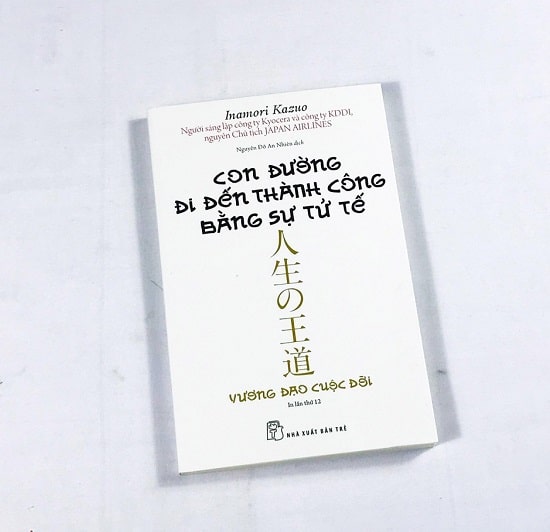 Inamori Kazuo
Người sáng lập công ty Kyocera và công ty KDDI,
nguyên Chủ tịch JAPAN AIRLINES
Nguyễn Đỗ An Nhiên dịch
CON ĐƯỜNG
ĐI ĐẾN THÀNH CÔNG
BẰNG SỰ TỬ TẾ
人生の王道
VƯƠNG ĐẠO CUỘC ĐỜI
In lần thứ 12
NHÀ XUẤT BẢN TRẺ